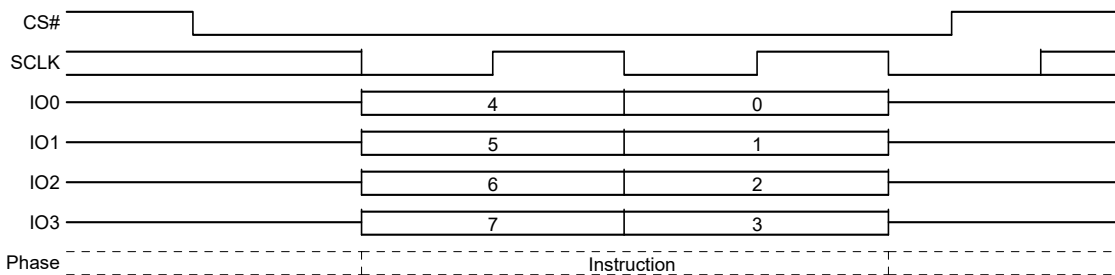 CS#
SCLK
IO0 4 0
IO1 5 1
IO2 6 2
IO3 7 3
Phase Instruction